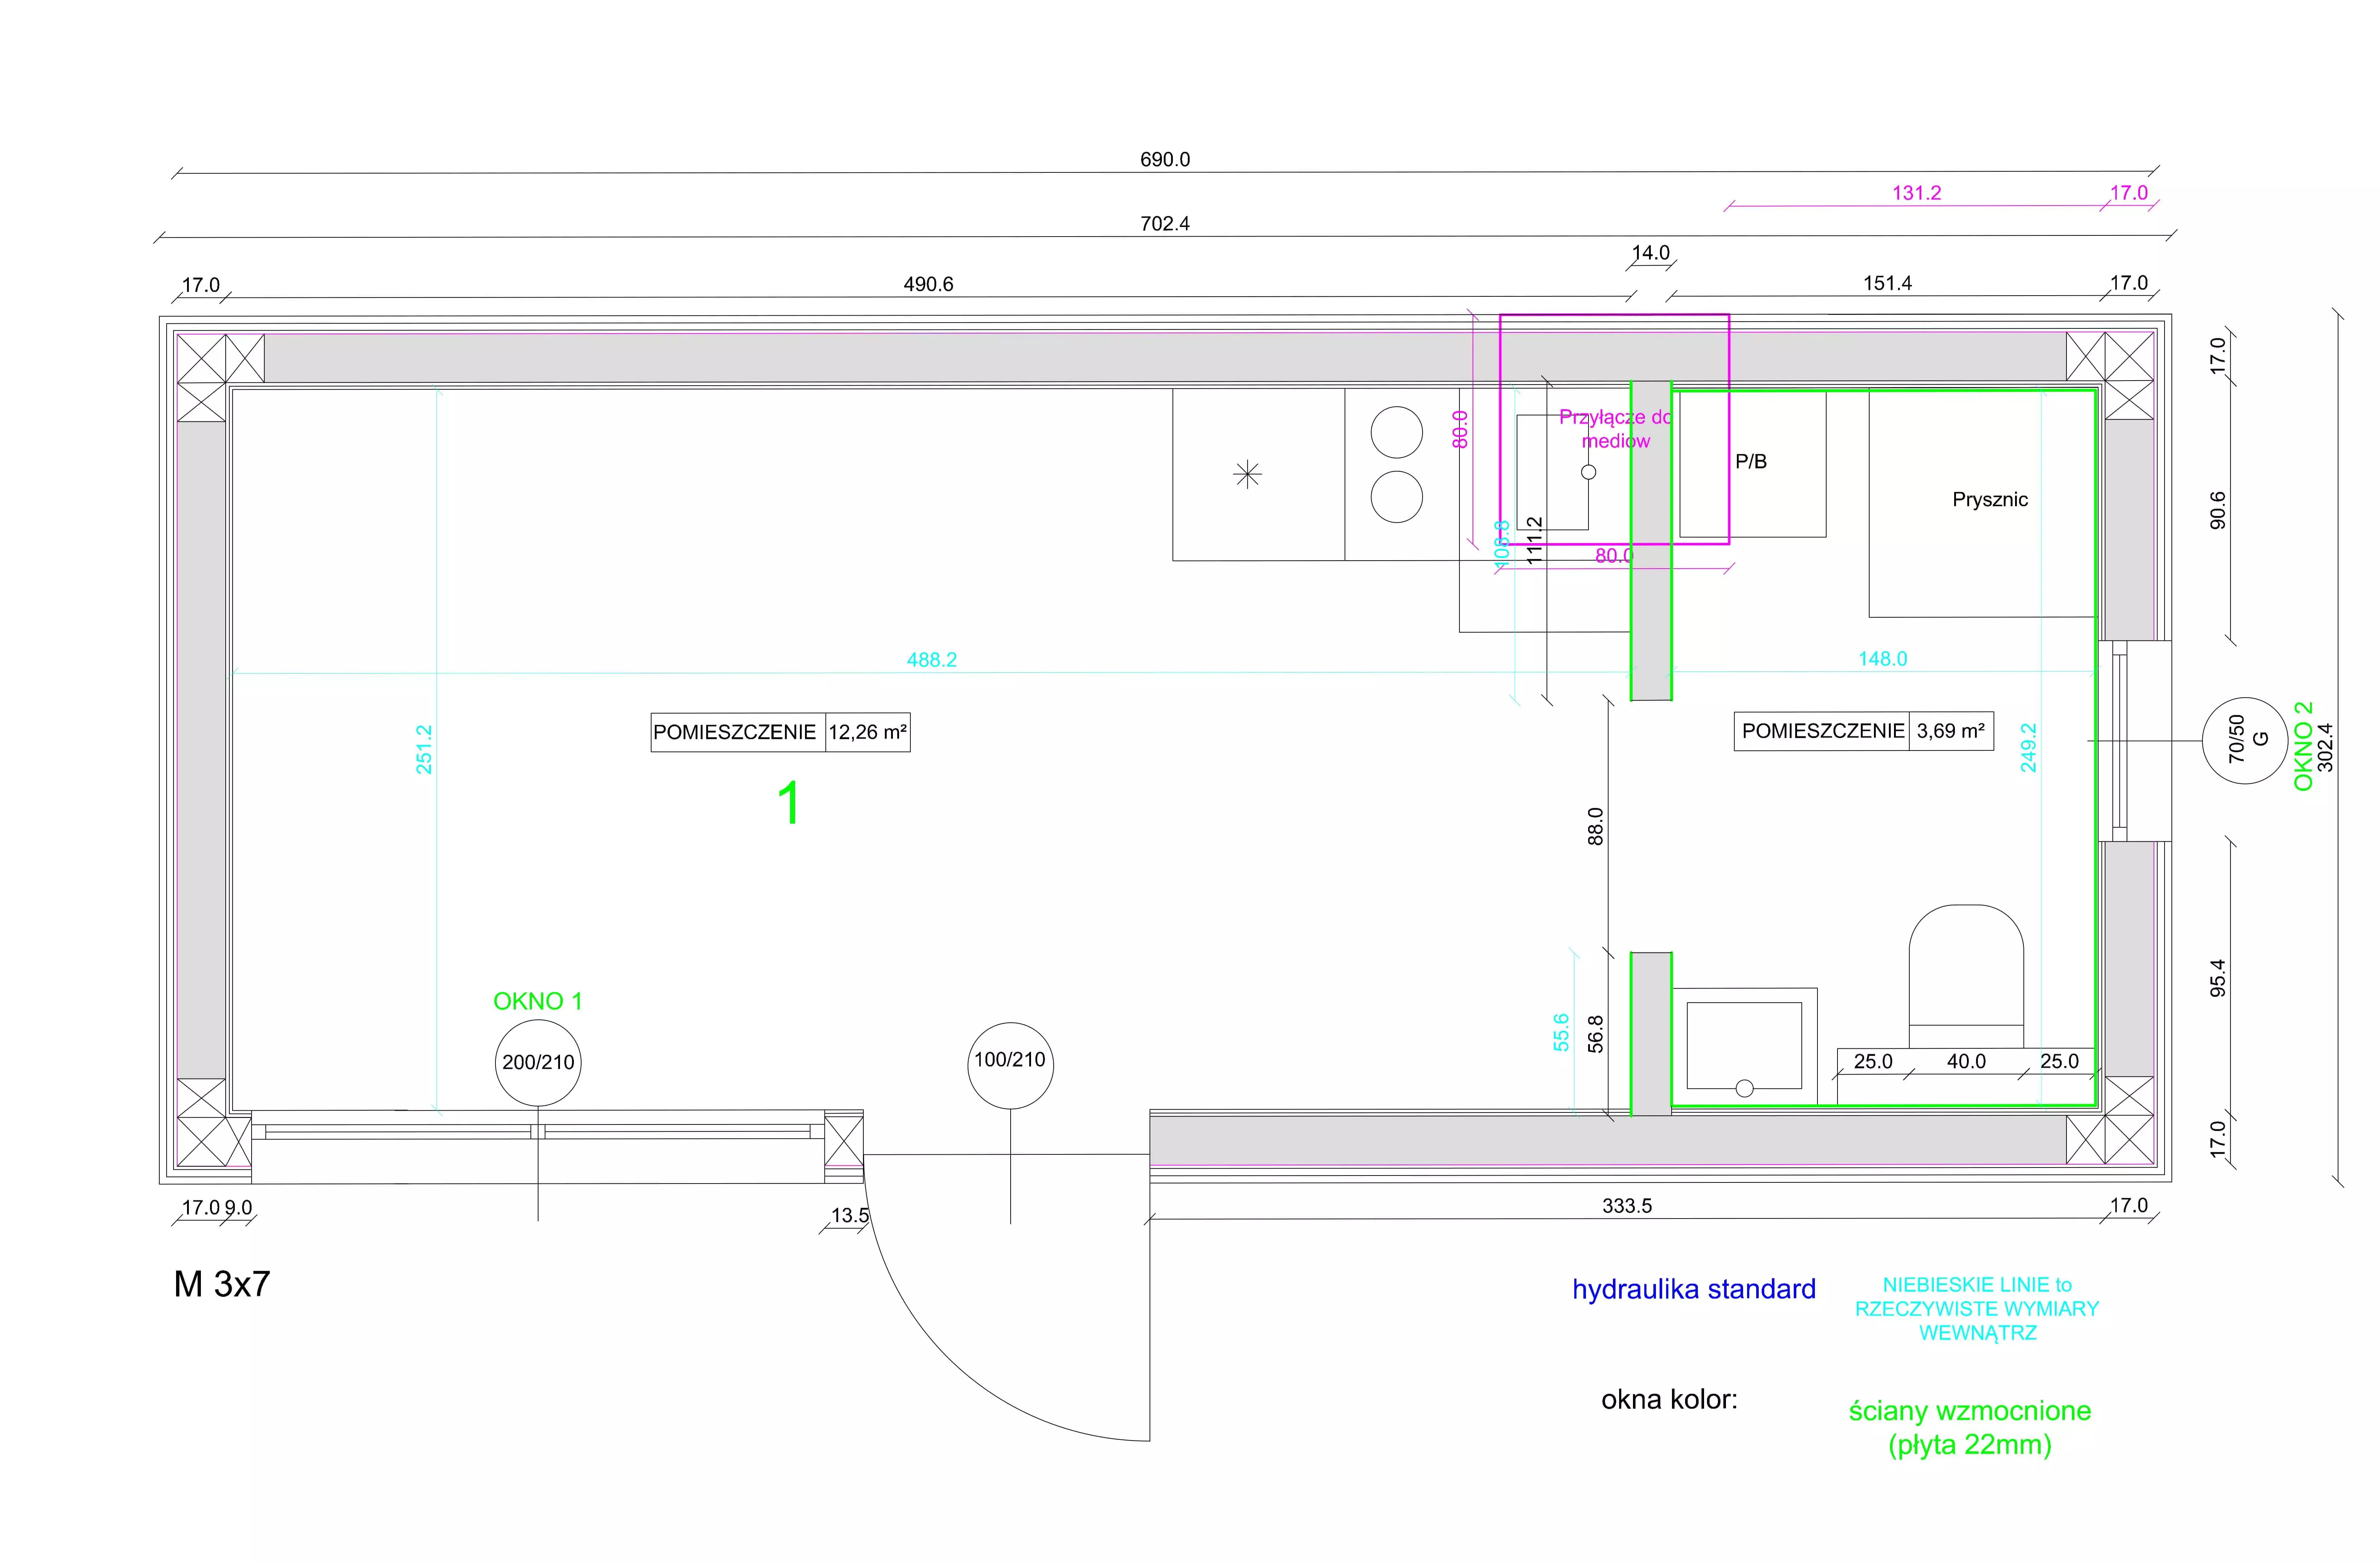 690.0
131.2
17.0
702.4
14.0
17.0
490.6
151.4
17.0
17.0
80.0
Przyłącze do
mediow
P/B
Prysznic
90.6
108.8
111.2
80.0
488.2
148.0
251.2
POMIESZCZENIE 12,26 m²
POMIESZCZENIE 3,69 m²
249.2
70/50
G
OKNO 2
302.4
1
88.0
95.4
OKNO 1
200/210
100/210
55.6
56.8
25.0
40.0
25.0
17.0
17.0
9.0
13.5
333.5
17.0
M 3x7
hydraulika standard
NIEBIESKIE LINIE to
RZECZYWISTE WYMIARY
WEWNĄTRZ
okna kolor:
ściany wzmocnione
(płyta 22mm)